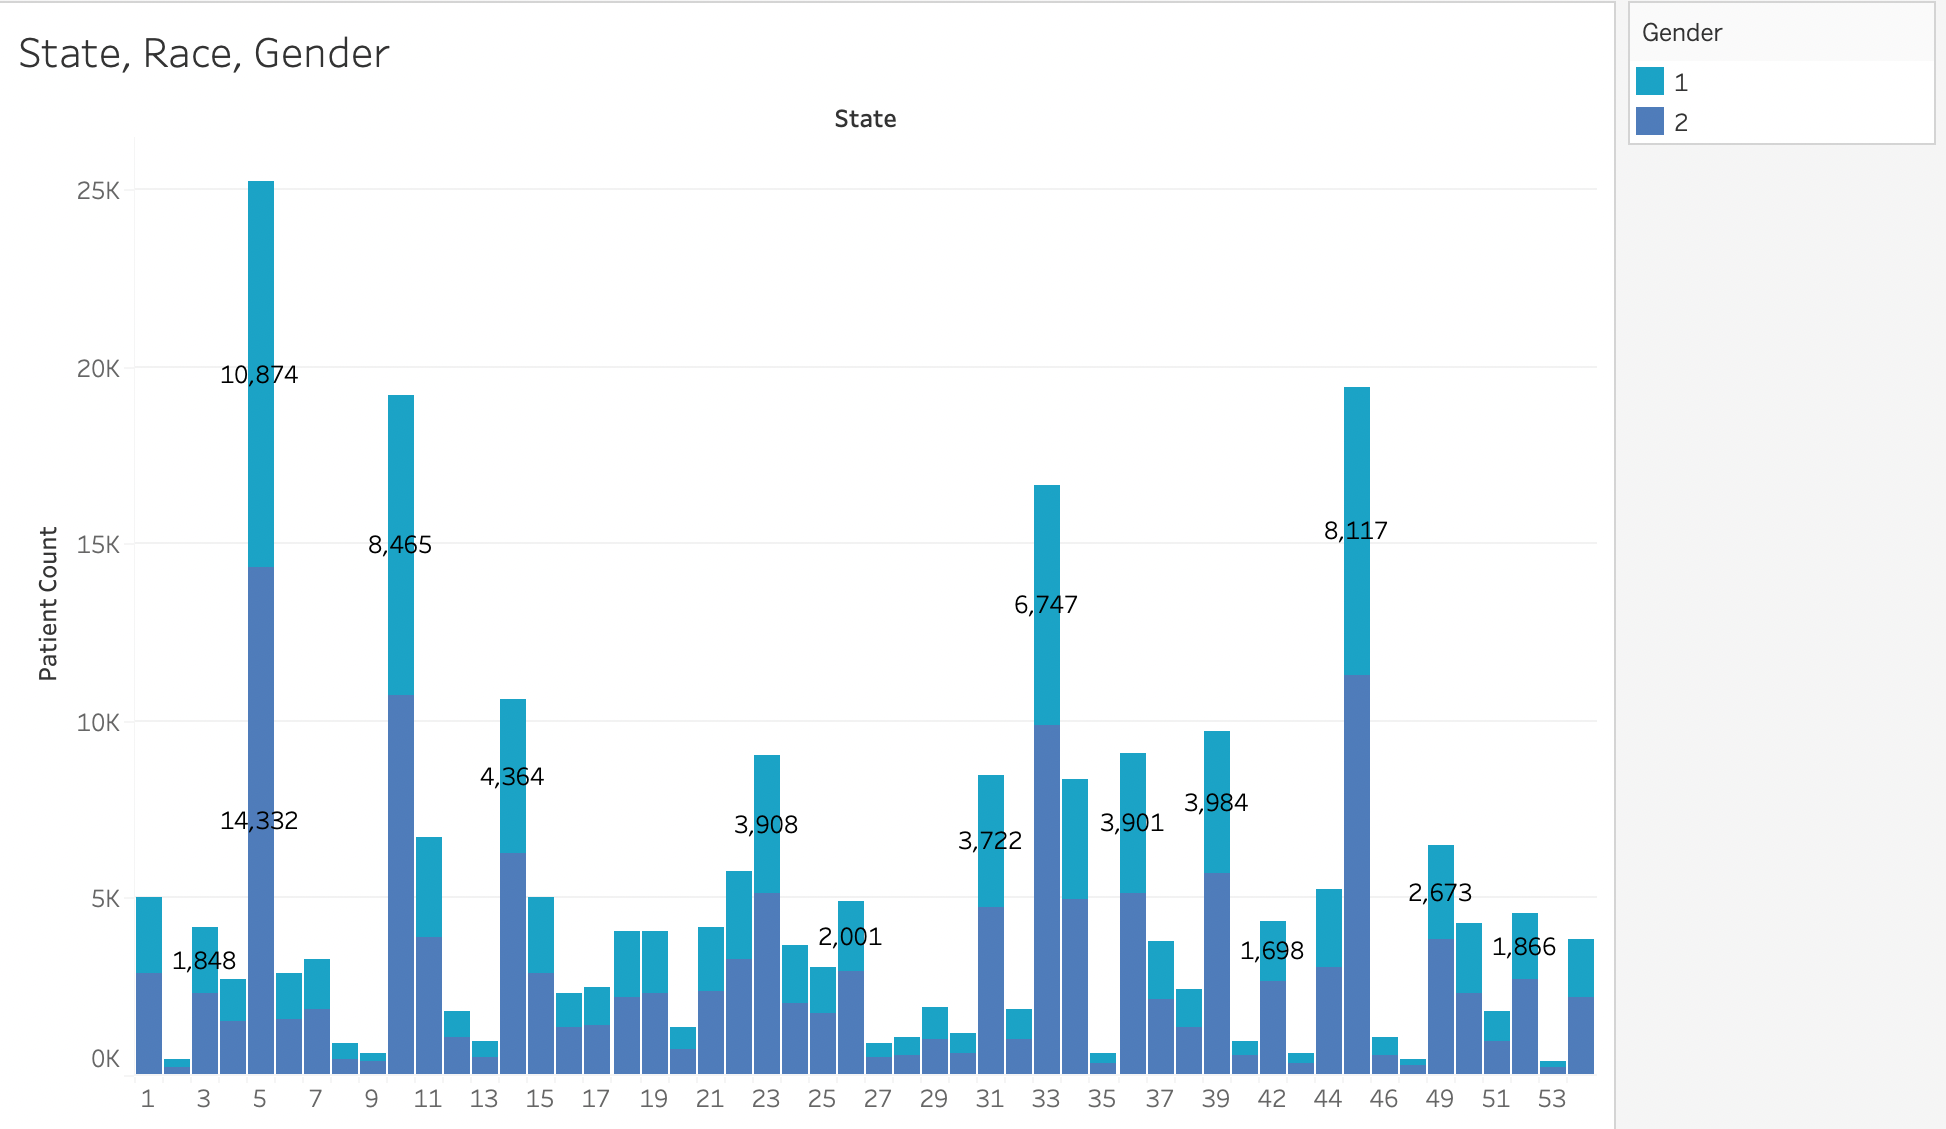 State, Race, Gender
State
Patient Count
25K
20K
15K
10K
5K
0K
10,874
14,332
8,465
4,364
1,848
3,908
2,001
3,722
6,747
3,901
3,984
1,698
8,117
2,673
1,866
1 3 5 7 9 11 13 15 17 19 21 23 25 27 29 31 33 35 37 39 42 44 46 49 51 53
Gender
1
2